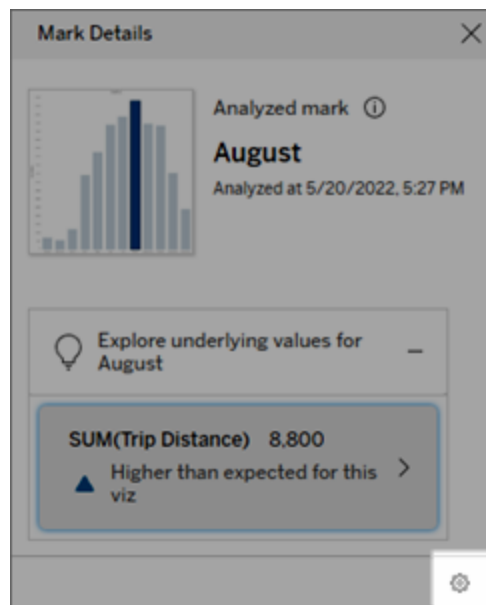 Mark Details
Analyzed mark
August
Analyzed at 5/20/2022, 5:27 PM
Explore underlying values for
August
SUM(Trip Distance) 8,800
Higher than expected for this
viz